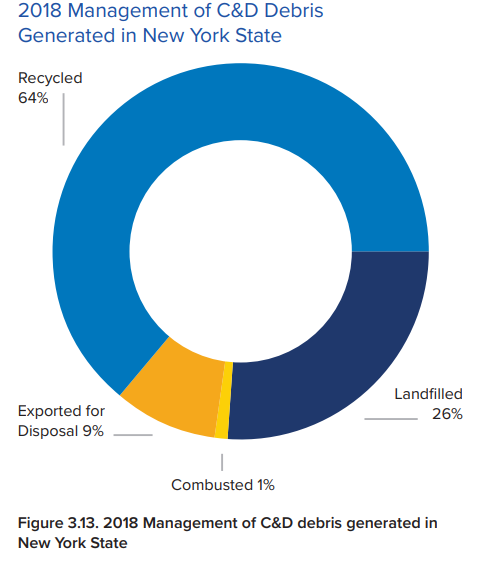 2018 Management of C&D Debris
Generated in New York State
Recycled
64%
Landfilled
26%
Exported for
Disposal 9%
Combusted 1%
Figure 3.13. 2018 Management of C&D debris generated in
New York State